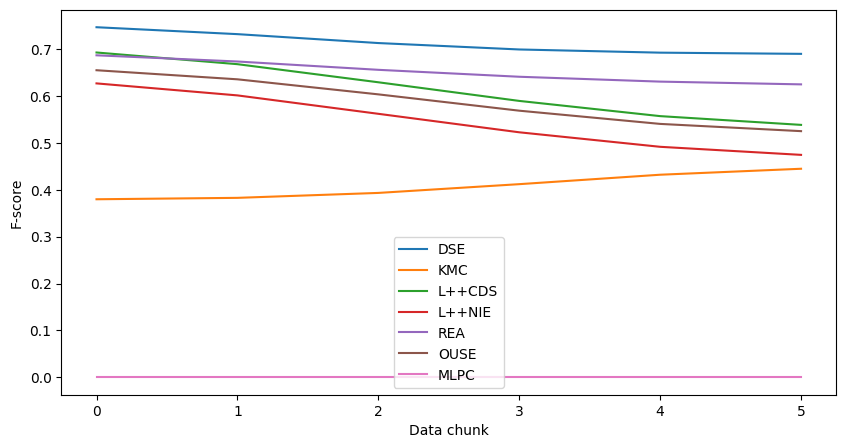 F-score
0.7
0.6
0.5
0.4
0.3
0.2
0.1
0.0
DSE
KMC
L++CDS
L++NIE
REA
OUSE
MLPC
0 1 2 3 4 5
Data chunk